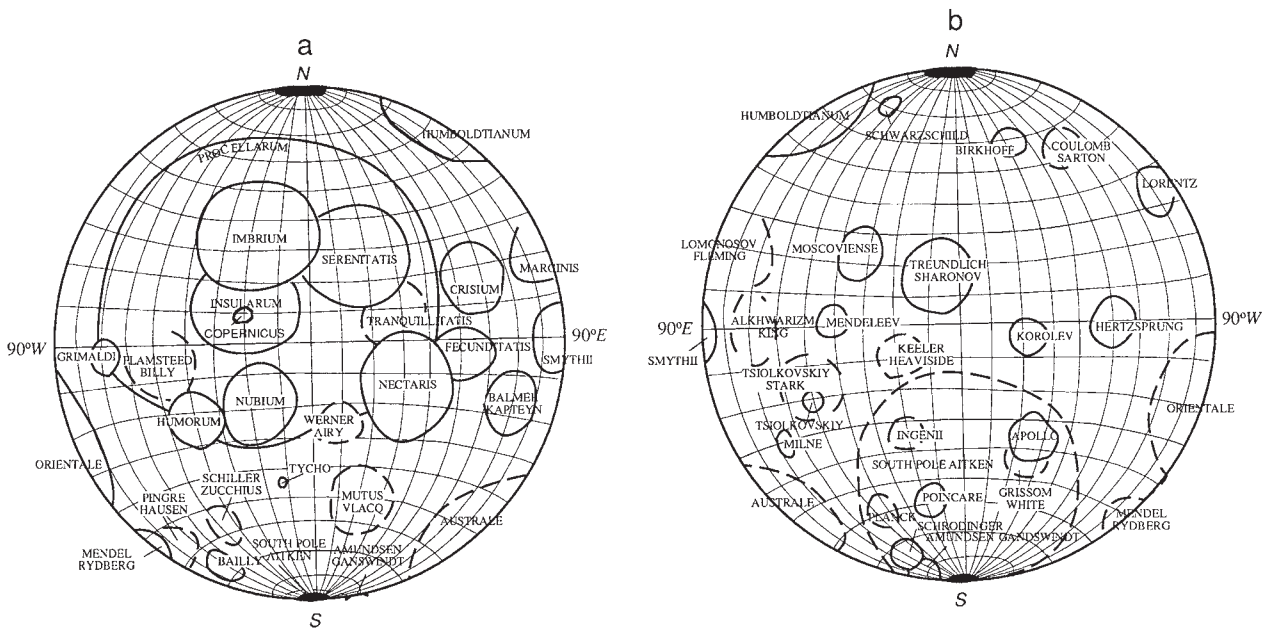 a
N
HUMBOLDTIANUM
PROCELLARUM
IMBRIUM
SERENITATIS
MARGINIS
CRISIUM
INSULARUM
COPERNICUS
TRANQUILLITATIS
90°W
90°E
GRIMALDI
FLAMSTEED
BILLY
FECUNDITATIS
SMYTHII
NECTARIS
NUBIUM
BALMER
KAPTEYN
HUMORUM
WERNER
AIRY
ORIENTALE
TYCHO
SCHILLER
ZUCCHIUS
PINGRE
HAUSEN
MUTUS
VLACQ
AUSTRALE
MENDEL
RYDBERG
SOUTH POLE
AITKEN
BAILLY
AMUNDSEN
GANSWINDT
S
b
N
HUMBOLDTIANUM
SCHWARZSCHILD
BIRKHOFF
COULOMB
SARTON
LORENTZ
LOMONOSOV
FLEMING
MOSCOVIENSE
TREUNDLICH
SHARONOV
90°E
90°W
ALKHWARIZM
KING
MENDELEEV
KOROLEV
HERTZSPRUNG
SMYTHII
KEELER
HEAVISIDE
TSIOLKOVSKIY
STARK
ORIENTALE
TSIOLKOVSKIY
MILNE
INGENII
APOLLO
SOUTH POLE AITKEN
AUSTRALE
GRISSOM
WHITE
POINCARE
PLANCK
MENDEL
RYDBERG
SCHRODINGER
AMUNDSEN GANDSWINDT
S